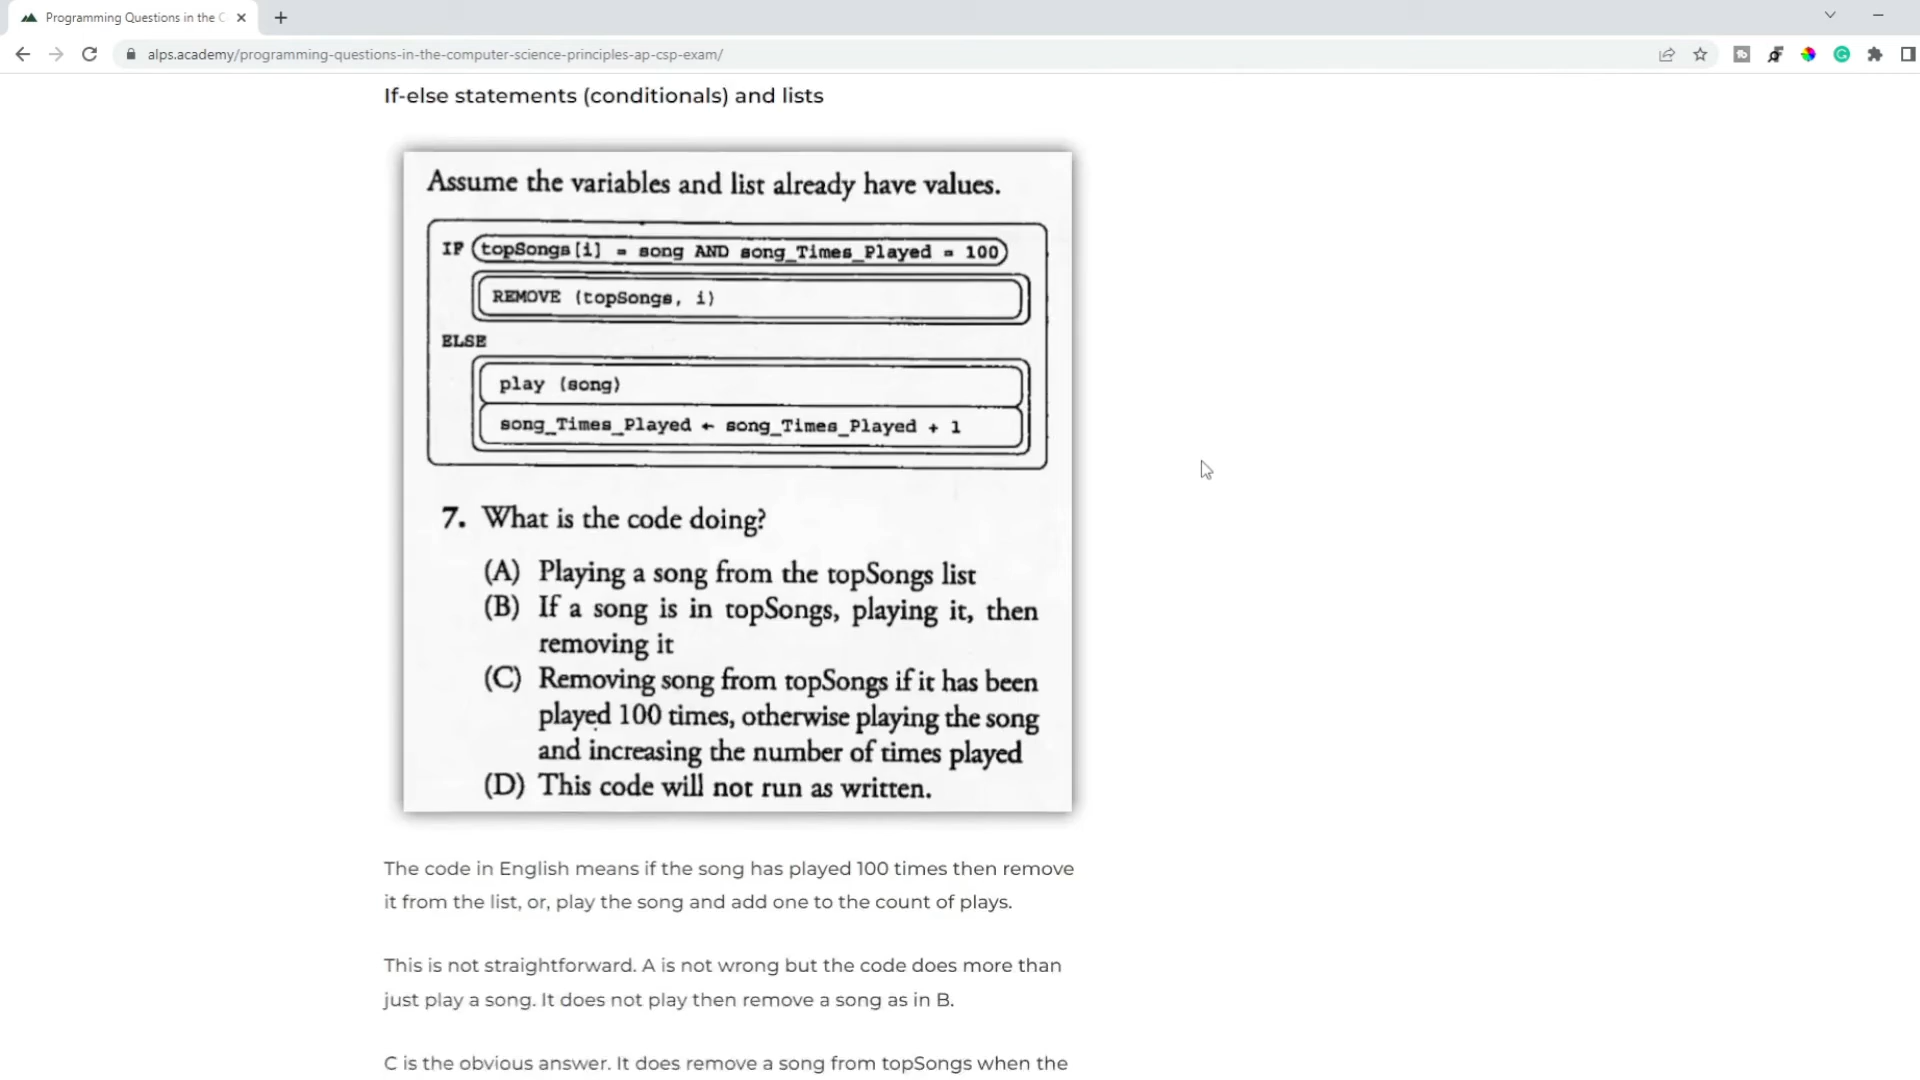 Programming Questions in the C
alps.academy/programming-questions-in-the-computer-science-principles-ap-csp-exam/
If-else statements (conditionals) and lists
Assume the variables and list already have values.
IF topSongs[i] = song AND song_Times_Played = 100
REMOVE (topSongs, i)
ELSE
play (song)
song_Times_Played ← song_Times_Played + 1
7. What is the code doing?
(A) Playing a song from the topSongs list
(B) If a song is in topSongs, playing it, then
removing it
(C) Removing song from topSongs if it has been
played 100 times, otherwise playing the song
and increasing the number of times played
(D) This code will not run as written.
The code in English means if the song has played 100 times then remove
it from the list, or, play the song and add one to the count of plays.
This is not straightforward. A is not wrong but the code does more than
just play a song. It does not play then remove a song as in B.
C is the obvious answer. It does remove a song from topSongs when the